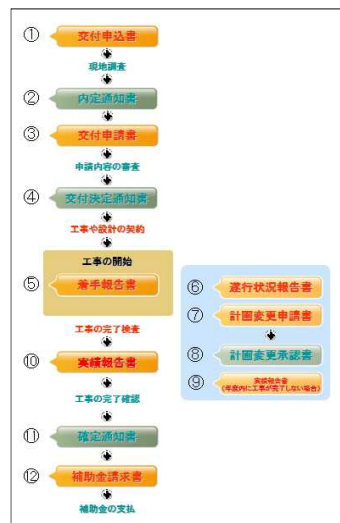 ① 交付申込書
現地調査
② 内定通知書
③ 交付申請書
申請内容の審査
④ 交付決定通知書
工事や設計の契約
工事の開始
⑤ 着手報告書
⑥ 遂行状況報告書
⑦ 計画変更申請書
⑧ 計画変更承認書
⑨ 実績報告書
(年度内に工事が完了しない場合)
工事の完了検査
⑩ 実績報告書
工事の完了確認
⑪ 確定通知書
⑫ 補助金請求書
補助金の支払